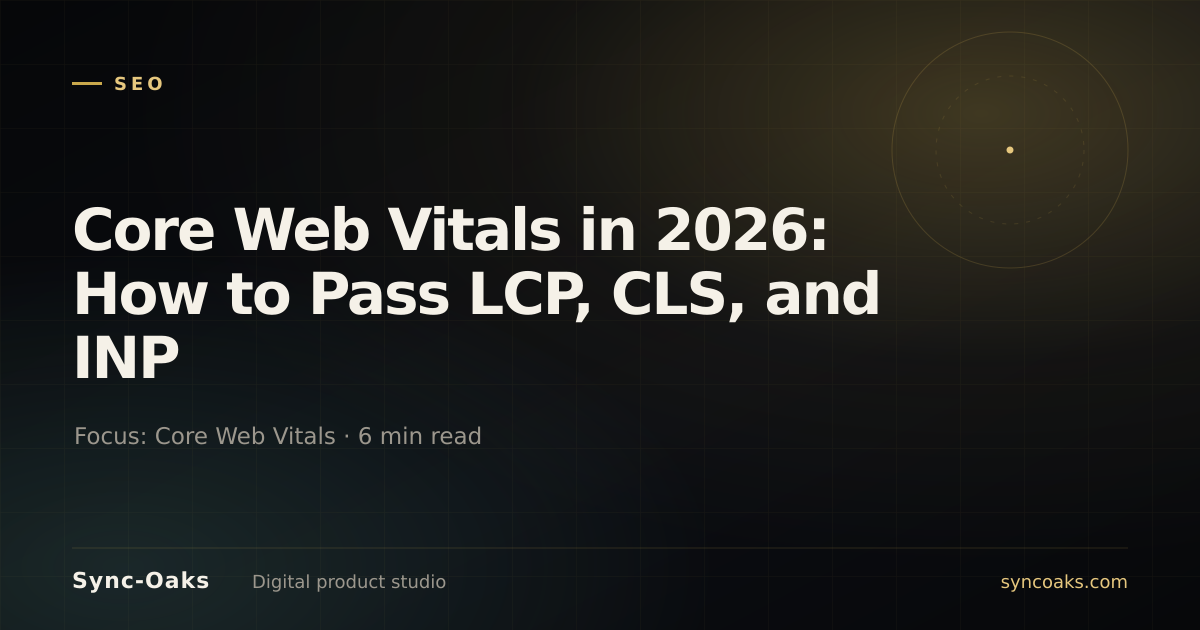 SEO
Core Web Vitals in 2026:
How to Pass LCP, CLS, and
INP
Focus: Core Web Vitals · 6 min read
Sync-Oaks
Digital product studio
syncoaks.com